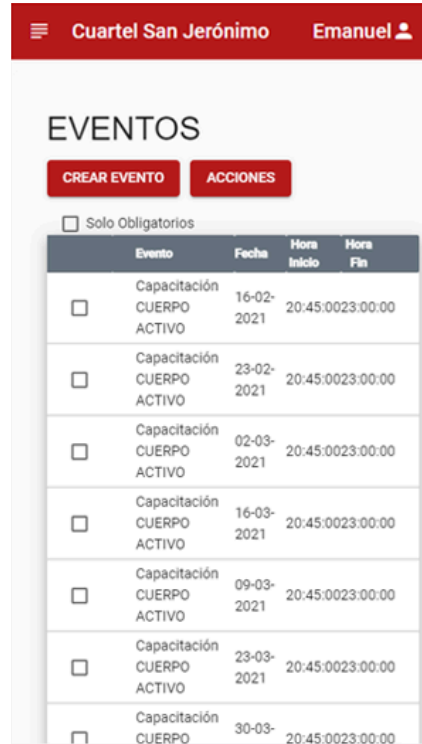 Cuartel San Jerónimo Emanuel
EVENTOS
CREAR EVENTO ACCIONES
Solo Obligatorios
Evento Fecha Hora Inicio Hora Fin
Capacitación
CUERPO
ACTIVO
16-02-
2021
20:45:0023:00:00
Capacitación
CUERPO
ACTIVO
23-02-
2021
20:45:0023:00:00
Capacitación
CUERPO
ACTIVO
02-03-
2021
20:45:0023:00:00
Capacitación
CUERPO
ACTIVO
16-03-
2021
20:45:0023:00:00
Capacitación
CUERPO
ACTIVO
09-03-
2021
20:45:0023:00:00
Capacitación
CUERPO
ACTIVO
23-03-
2021
20:45:0023:00:00
Capacitación
CUERPO
30-03-
20:45:0023:00:00